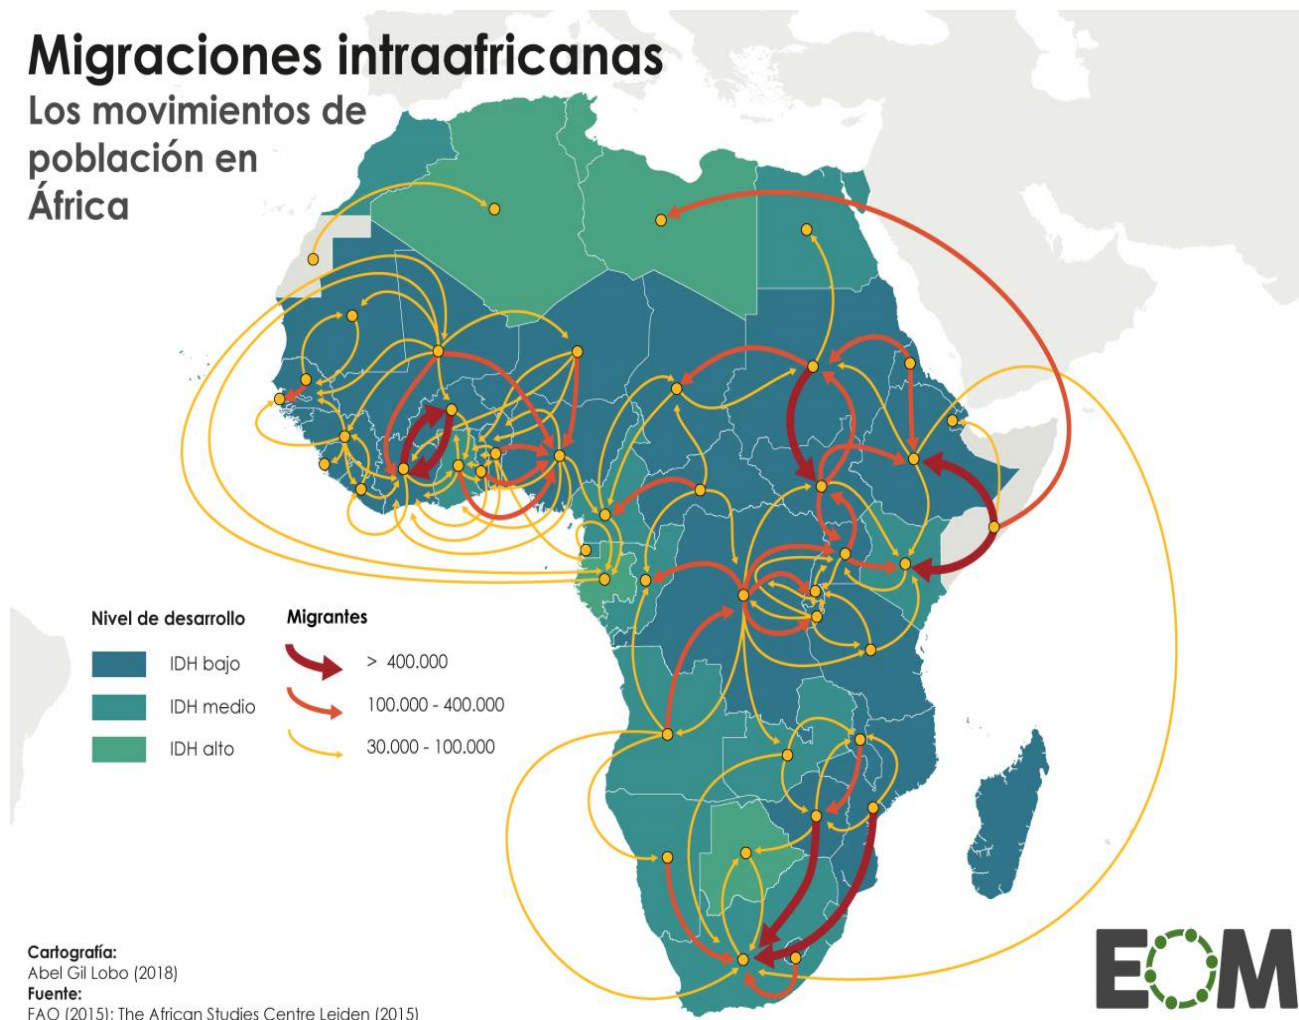 Migraciones intraafricanas
Los movimientos de
población en
África
Nivel de desarrollo
IDH bajo
IDH medio
IDH alto
Migrantes
> 400.000
100.000 - 400.000
30.000 - 100.000
Cartografía:
Abel Gil Lobo (2018)
Fuente:
FAO (2015); The African Studies Centre Leiden (2015)
EOM